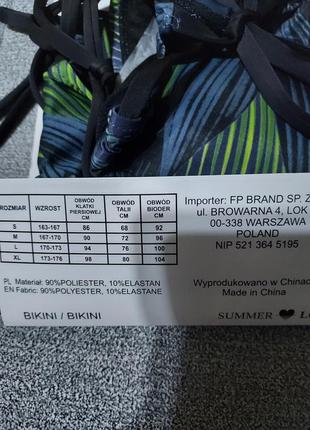 ROZMIAR WZROST OBWÓD KLATKI PIERSIOWEJ CM OBWÓD TALII CM OBWÓD BIODER CM
S 163-167 86 68 92
M 167-170 90 72 96
L 170-173 94 76 100
XL 173-176 98 80 104
PL Materiał: 90%POLIESTER, 10%ELASTAN
EN Fabric: 90%POLYESTER, 10%ELASTANE
BIKINI / BIKINI
Importer: FP BRAND SP. Z
ul. BROWARNA 4, LOK
00-338 WARSZAWA
POLAND
NIP 521 364 5195
Wyprodukowano w Chinach
Made in China
SUMMER